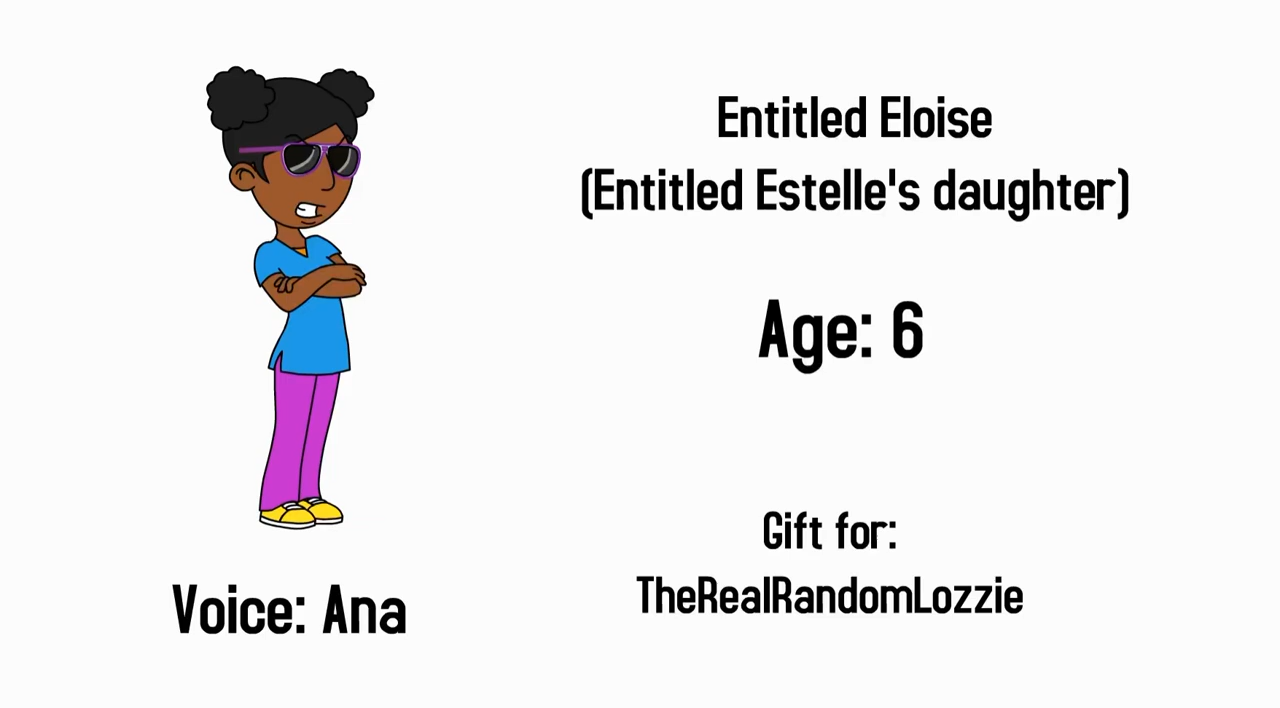 Entitled Eloise
(Entitled Estelle's daughter)
Age: 6
Gift for:
TheRealRandomLozzie
Voice: Ana